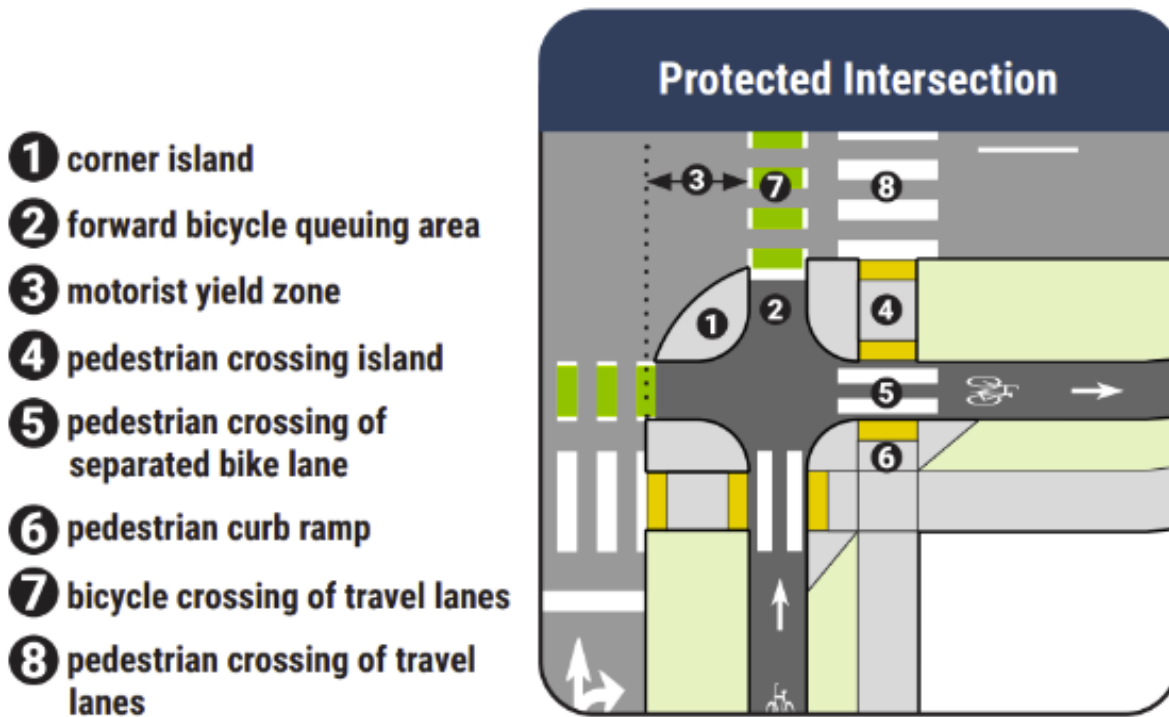 Protected Intersection
1 corner island
2 forward bicycle queuing area
3 motorist yield zone
4 pedestrian crossing island
5 pedestrian crossing of
separated bike lane
6 pedestrian curb ramp
7 bicycle crossing of travel lanes
8 pedestrian crossing of travel
lanes
3
7
8
1
2
4
5
6